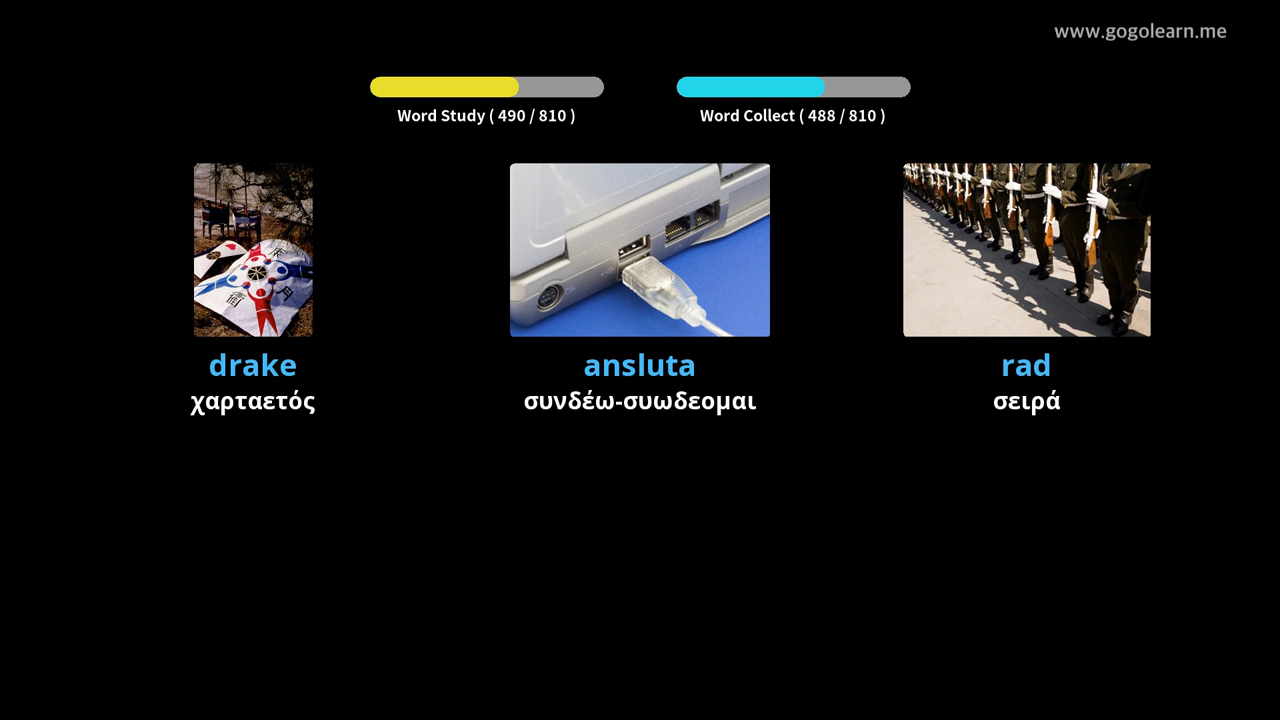 www.gogolearn.me
Word Study ( 490 / 810 )
Word Collect ( 488 / 810 )
drake
χαρταετός
ansluta
συνδέω-συωδεομαι
rad
σειρά